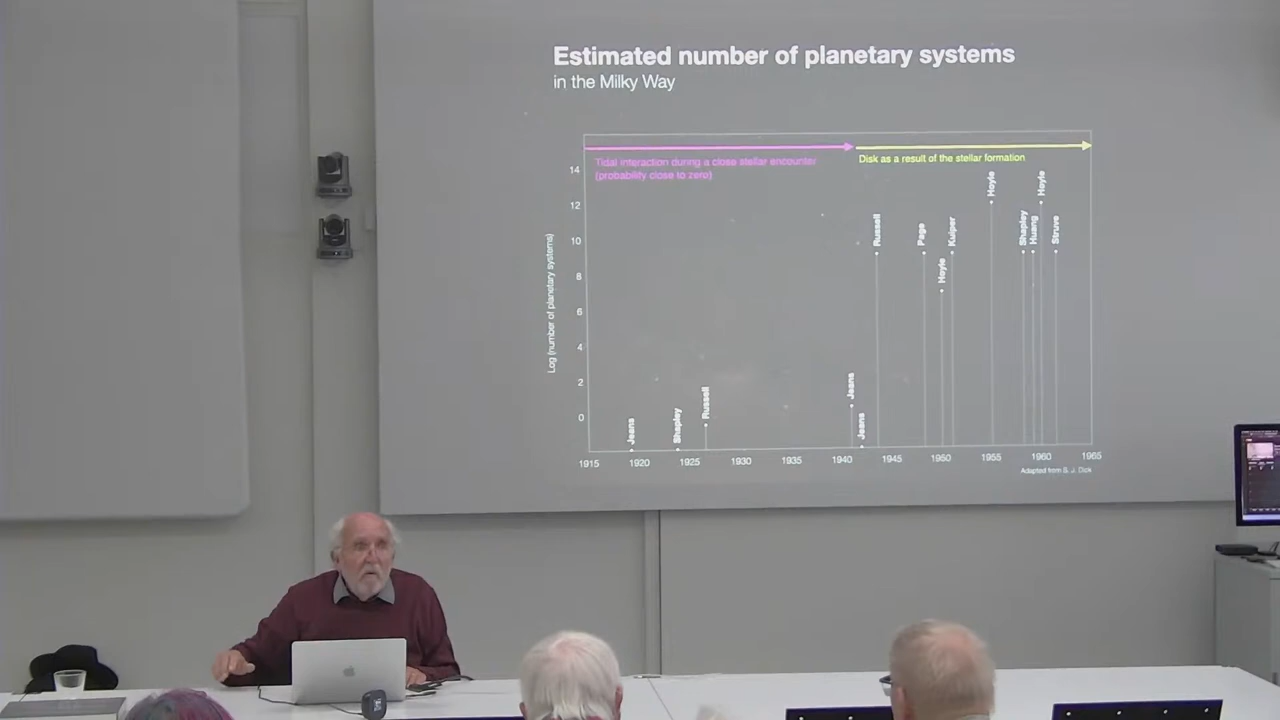 Estimated number of planetary systems
in the Milky Way
Tidal interaction during a close stellar encounter
(probability close to zero)
Disk as a result of the stellar formation
Log (number of planetary systems)
14
12
10
8
6
4
2
0
Jeans
Shapley
Russell
Jeans
Jeans
Russell
Page
Hoyle
Kuiper
Hoyle
Shapley
Huang
Hoyle
Struve
1915
1920
1925
1930
1935
1940
1945
1950
1955
1960
1965
Adapted from S. J. Dick